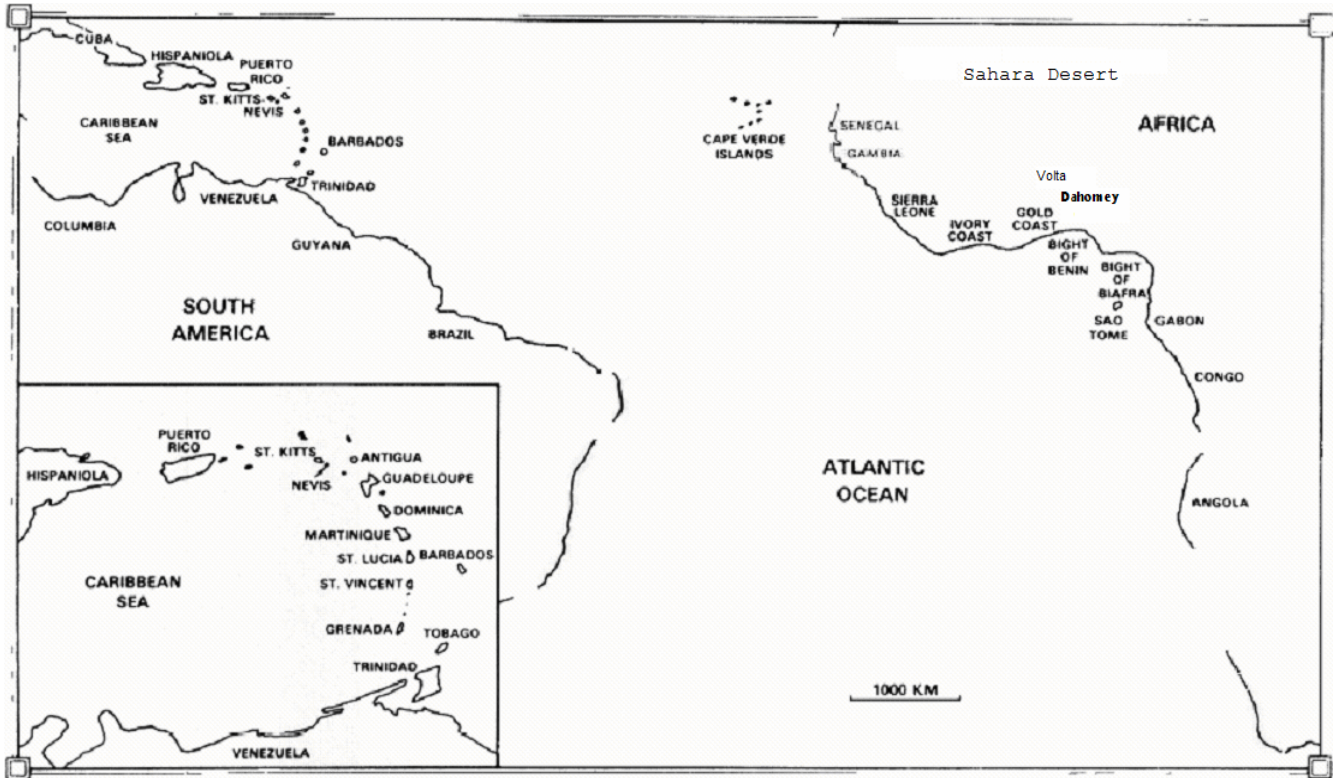 CUBA
HISPANIOLA
PUERTO
RICO
ST. KITTS-
NEVIS
CARIBBEAN
SEA
BARBADOS
TRINIDAD
VENEZUELA
COLUMBIA
GUYANA
SOUTH
AMERICA
BRAZIL
Sahara Desert
AFRICA
CAPE VERDE
ISLANDS
SENEGAL
GAMBIA
Volta
Dahomey
SIERRA
LEONE
IVORY
COAST
GOLD
COAST
BIGHT
OF
BENIN
BIGHT
OF
BIAFRA
SAO
TOME
GABON
CONGO
ANGOLA
ATLANTIC
OCEAN
1000 KM
PUERTO
RICO
HISPANIOLA
ST. KITTS
NEVIS
ANTIGUA
GUADELOUPE
DOMINICA
MARTINIQUE
ST. LUCIA
BARBADOS
ST. VINCENT
CARIBBEAN
SEA
GRENADA
TOBAGO
TRINIDAD
VENEZUELA